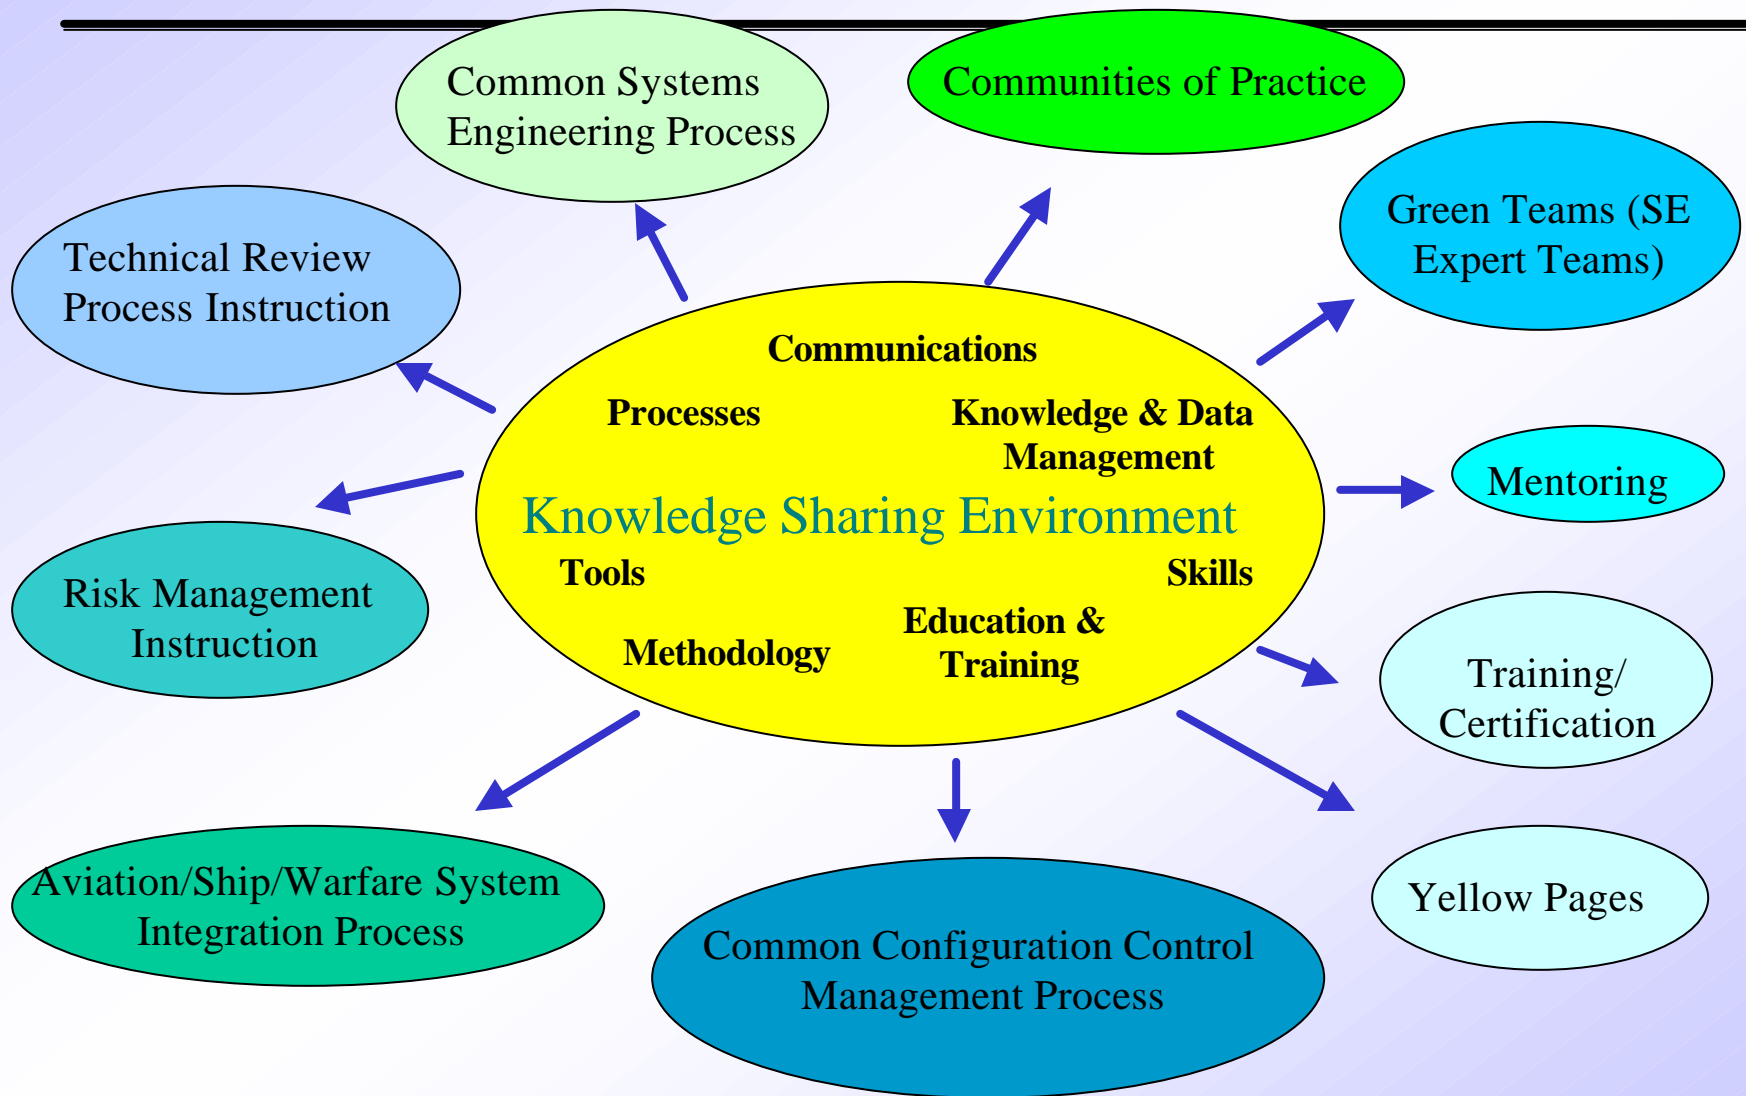 Common Systems
Engineering Process
Communities of Practice
Green Teams (SE
Expert Teams)
Technical Review
Process Instruction
Communications
Processes
Knowledge & Data
Management
Mentoring
Knowledge Sharing Environment
Tools
Skills
Risk Management
Instruction
Education &
Training
Methodology
Training/
Certification
Aviation/Ship/Warfare System
Integration Process
Yellow Pages
Common Configuration Control
Management Process